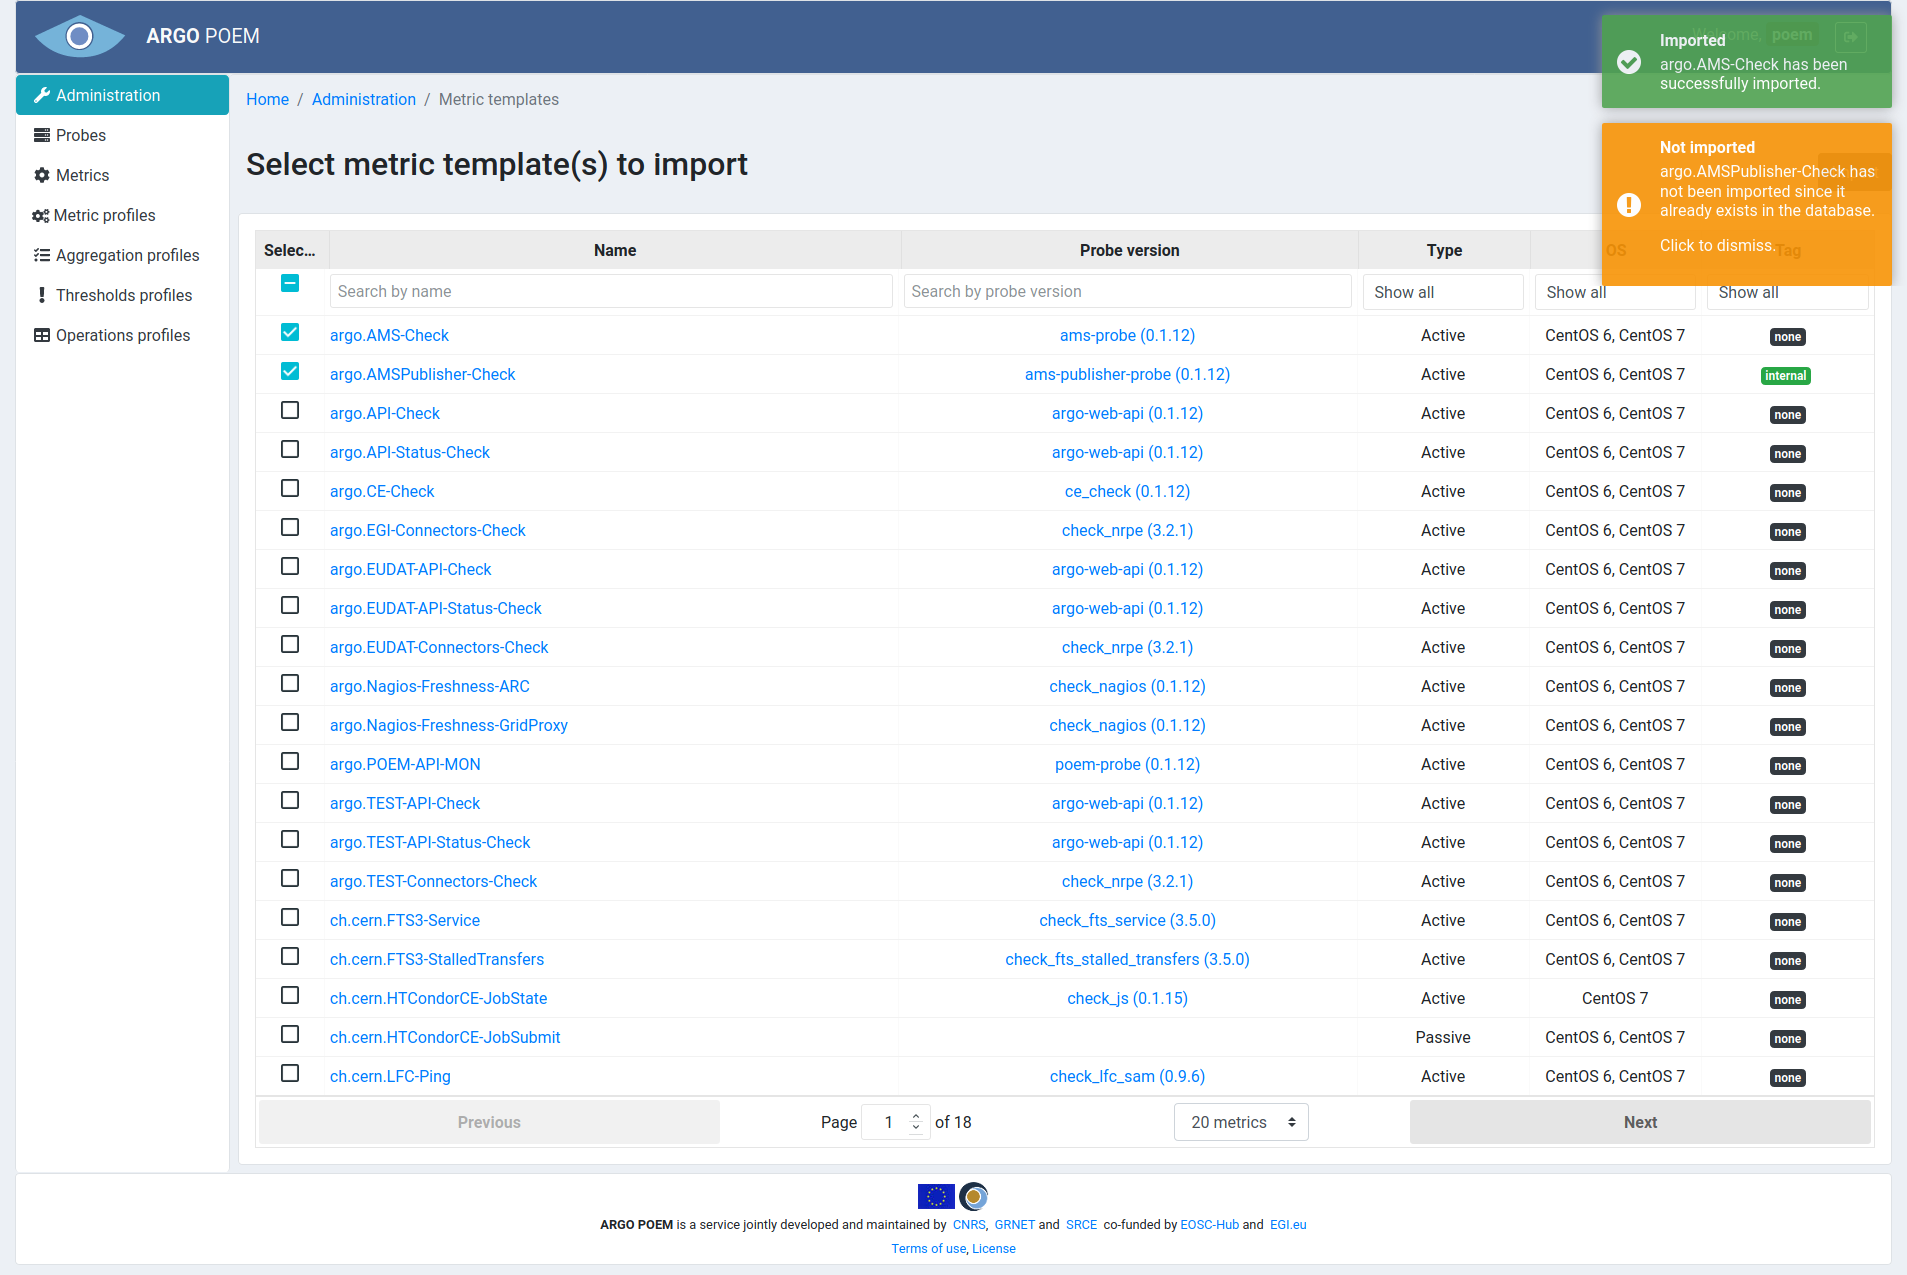 ARGO POEM
Welcome, poem
Imported
argo.AMS-Check has been
successfully imported.
Not imported
argo.AMSPublisher-Check has
not been imported since it
already exists in the database.
Click to dismiss.
Administration
Probes
Metrics
Metric profiles
Aggregation profiles
Thresholds profiles
Operations profiles
Home / Administration / Metric templates
Select metric template(s) to import
Selec... Name Probe version Type OS Tag
Search by name Search by probe version Show all Show all Show all
argo.AMS-Check ams-probe (0.1.12) Active CentOS 6, CentOS 7 none
argo.AMSPublisher-Check ams-publisher-probe (0.1.12) Active CentOS 6, CentOS 7 internal
argo.API-Check argo-web-api (0.1.12) Active CentOS 6, CentOS 7 none
argo.API-Status-Check argo-web-api (0.1.12) Active CentOS 6, CentOS 7 none
argo.CE-Check ce_check (0.1.12) Active CentOS 6, CentOS 7 none
argo.EGI-Connectors-Check check_nrpe (3.2.1) Active CentOS 6, CentOS 7 none
argo.EUDAT-API-Check argo-web-api (0.1.12) Active CentOS 6, CentOS 7 none
argo.EUDAT-API-Status-Check argo-web-api (0.1.12) Active CentOS 6, CentOS 7 none
argo.EUDAT-Connectors-Check check_nrpe (3.2.1) Active CentOS 6, CentOS 7 none
argo.Nagios-Freshness-ARC check_nagios (0.1.12) Active CentOS 6, CentOS 7 none
argo.Nagios-Freshness-GridProxy check_nagios (0.1.12) Active CentOS 6, CentOS 7 none
argo.POEM-API-MON poem-probe (0.1.12) Active CentOS 6, CentOS 7 none
argo.TEST-API-Check argo-web-api (0.1.12) Active CentOS 6, CentOS 7 none
argo.TEST-API-Status-Check argo-web-api (0.1.12) Active CentOS 6, CentOS 7 none
argo.TEST-Connectors-Check check_nrpe (3.2.1) Active CentOS 6, CentOS 7 none
ch.cern.FTS3-Service check_fts_service (3.5.0) Active CentOS 6, CentOS 7 none
ch.cern.FTS3-StalledTransfers check_fts_stalled_transfers (3.5.0) Active CentOS 6, CentOS 7 none
ch.cern.HTCondorCE-JobState check_js (0.1.15) Active CentOS 7 none
ch.cern.HTCondorCE-JobSubmit Passive CentOS 6, CentOS 7 none
ch.cern.LFC-Ping check_lfc_sam (0.9.6) Active CentOS 6, CentOS 7 none
Previous Page 1 of 18 20 metrics Next
ARGO POEM is a service jointly developed and maintained by CNRS, GRNET and SRCE co-funded by EOSC-Hub and EGI.eu
Terms of use, License